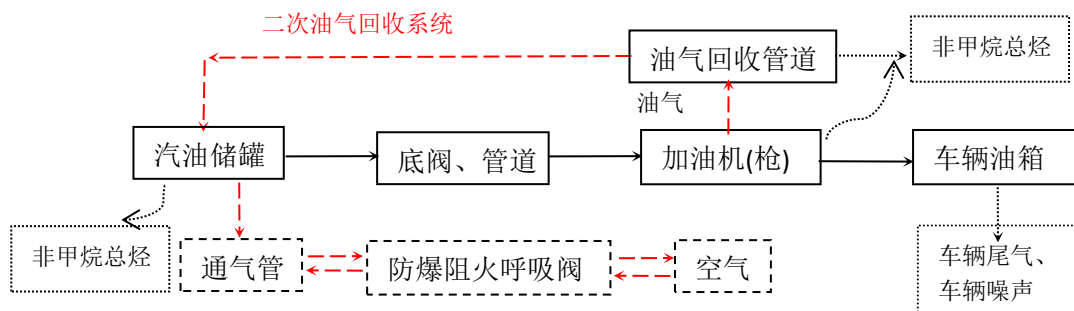 二次油气回收系统
油气回收管道
非甲烷总烃
油气
汽油储罐
底阀、管道
加油机(枪)
车辆油箱
非甲烷总烃
通气管
防爆阻火呼吸阀
空气
车辆尾气、
车辆噪声